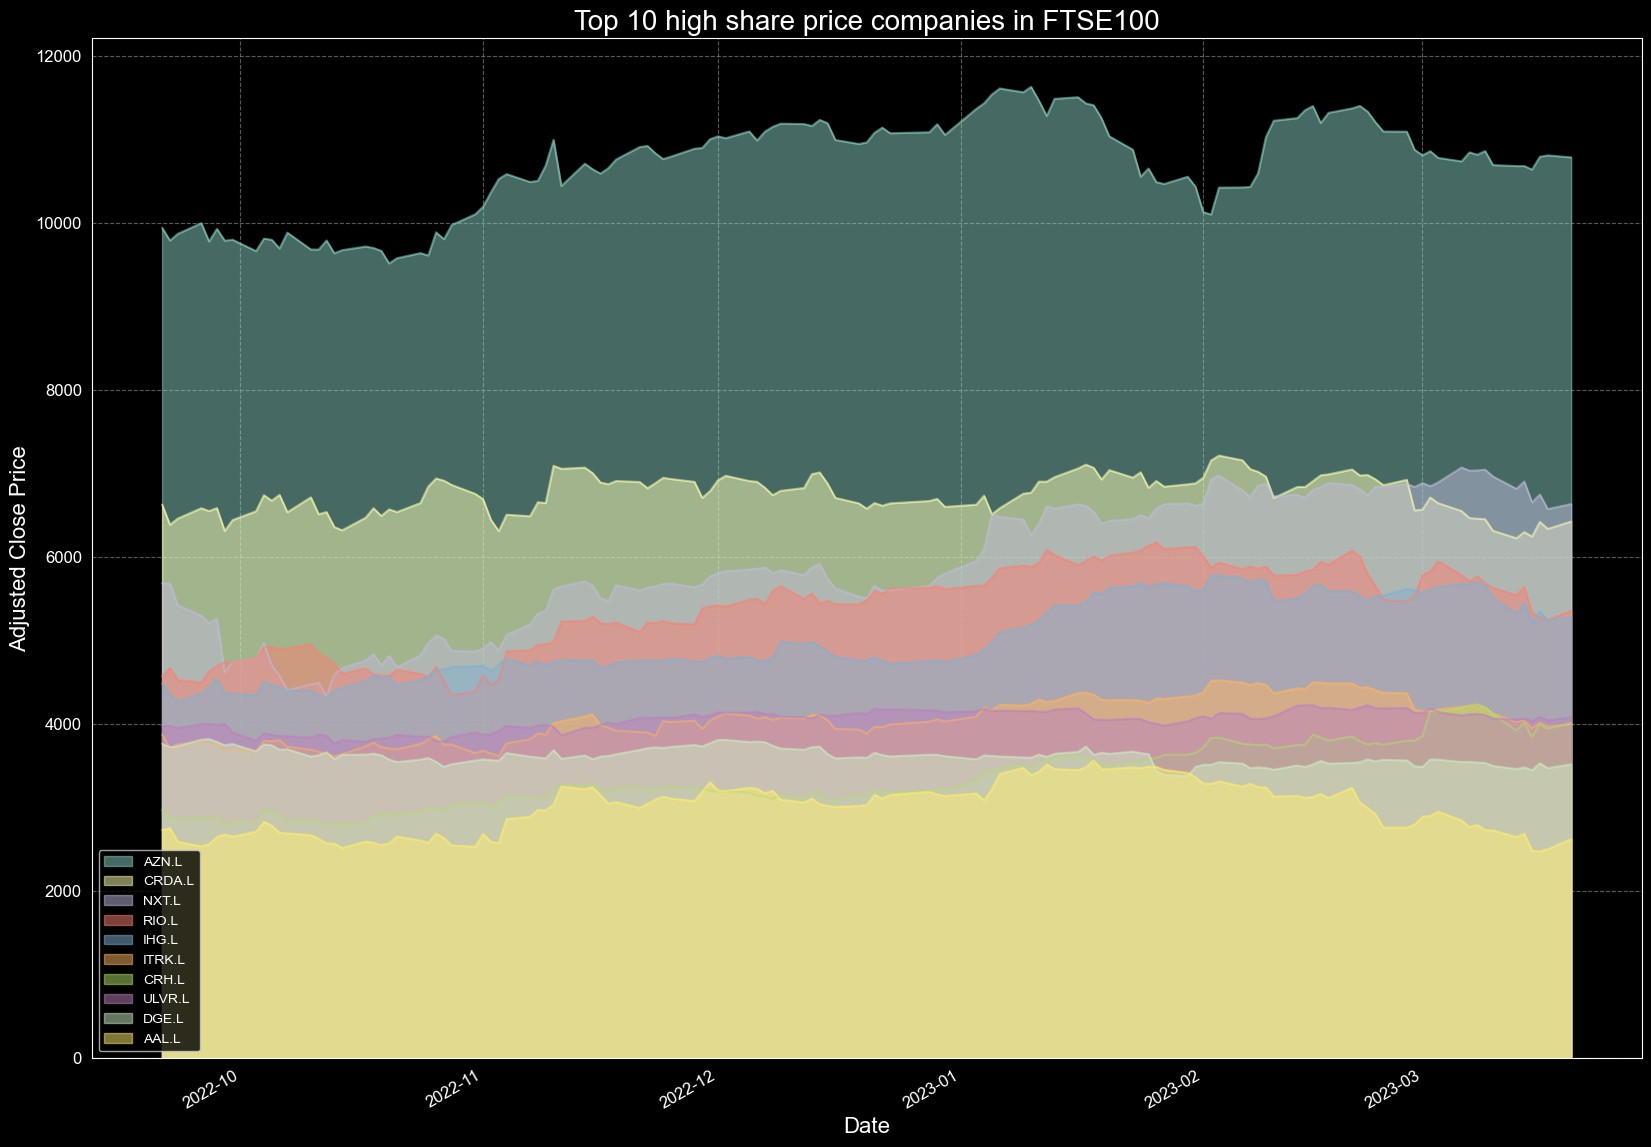 Top 10 high share price companies in FTSE100
12000
10000
8000
6000
4000
2000
0
Adjusted Close Price
AZN.L
CRDA.L
NXT.L
RIO.L
IHG.L
ITRK.L
CRH.L
ULVR.L
DGE.L
AAL.L
2022-10
2022-11
2022-12
2023-01
2023-02
2023-03
Date